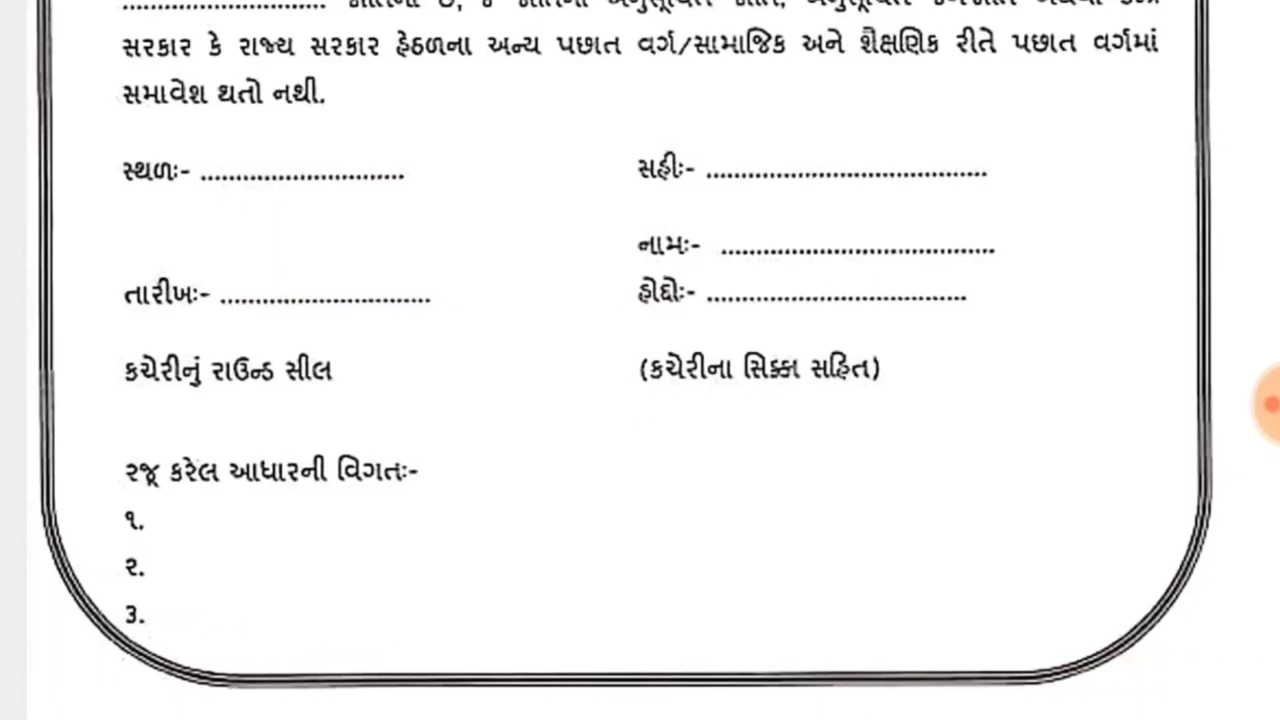 સરકાર કે રાજ્ય સરકાર હેઠળના અન્ય પછાત વર્ગ/સામાજિક અને શૈક્ષણિક રીતે પછાત વર્ગમાં
સમાવેશ થતો નથી.
સ્થળઃ- ............................. સહીઃ- ........................................
નામઃ- .......................................
તારીખઃ- .............................. હોદ્દોઃ- .....................................
કચેરીનું રાઉન્ડ સીલ (કચેરીના સિક્કા સહિત)
રજૂ કરેલ આધારની વિગતઃ-
૧.
૨.
૩.